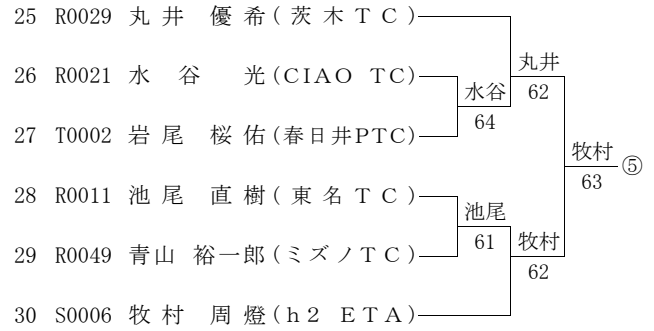 25 R0029 丸井 優希(茨木TC)
丸井
26 R0021 水谷 光(CIAO TC)
水谷 62
64
27 T0002 岩尾 桜佑(春日井PTC)
牧村
63 ⑤
28 R0011 池尾 直樹(東名TC)
池尾
61 牧村
29 R0049 青山 裕一郎(ミズノTC)
62
30 S0006 牧村 周燈(h2 ETA)